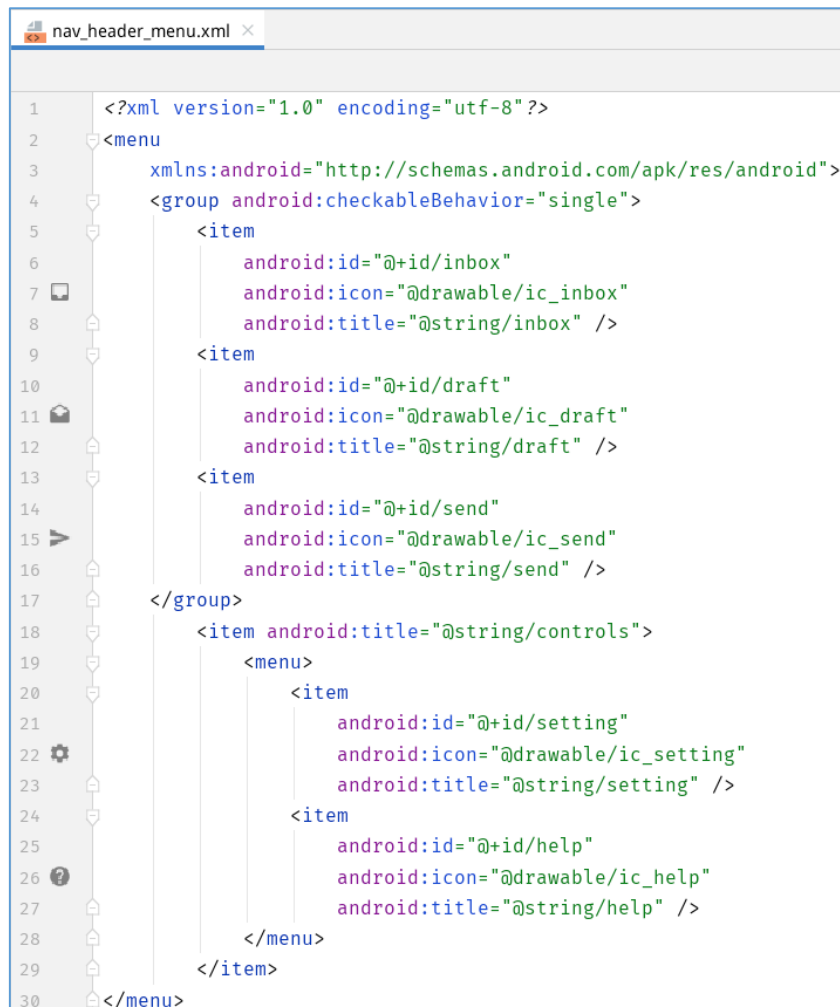 nav_header_menu.xml
1 <?xml version="1.0" encoding="utf-8"?>
2 <menu
3 xmlns:android="http://schemas.android.com/apk/res/android">
4 <group android:checkableBehavior="single">
5 <item
6 android:id="@+id/inbox"
7 android:icon="@drawable/ic_inbox"
8 android:title="@string/inbox" />
9 <item
10 android:id="@+id/draft"
11 android:icon="@drawable/ic_draft"
12 android:title="@string/draft" />
13 <item
14 android:id="@+id/send"
15 android:icon="@drawable/ic_send"
16 android:title="@string/send" />
17 </group>
18 <item android:title="@string/controls">
19 <menu>
20 <item
21 android:id="@+id/setting"
22 android:icon="@drawable/ic_setting"
23 android:title="@string/setting" />
24 <item
25 android:id="@+id/help"
26 android:icon="@drawable/ic_help"
27 android:title="@string/help" />
28 </menu>
29 </item>
30 </menu>